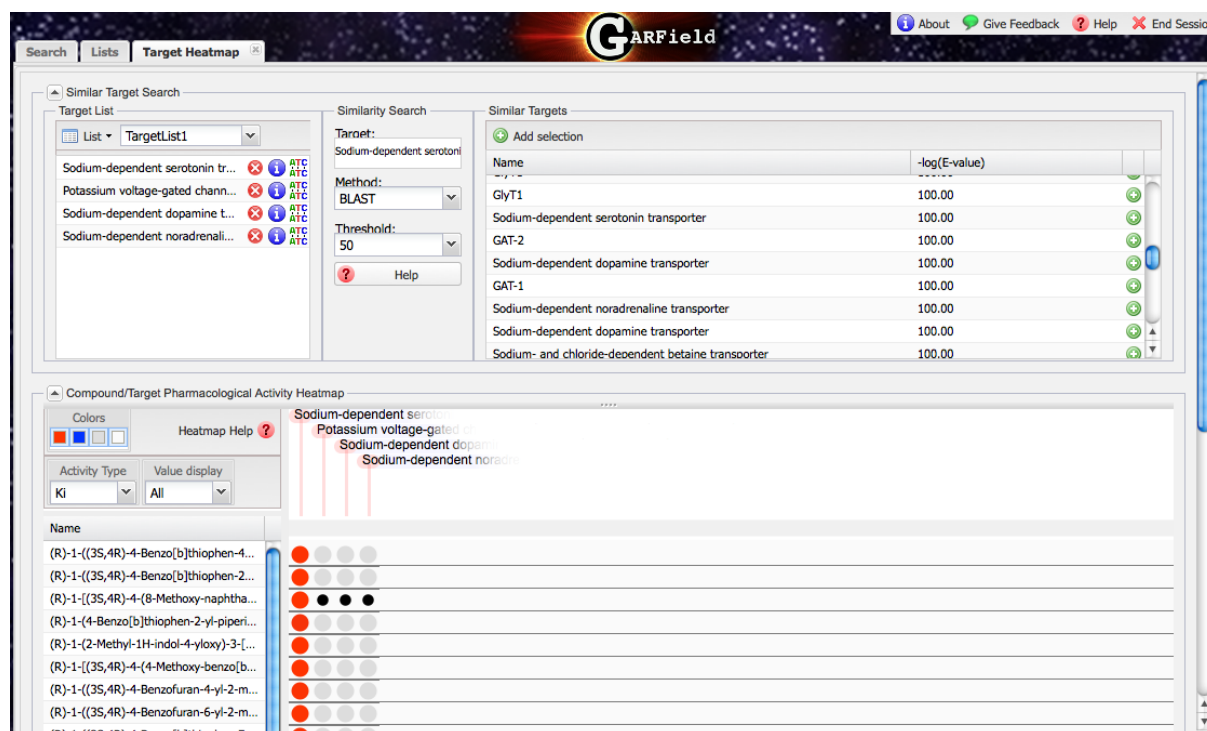 GARField
About Give Feedback Help End Sessio
Search Lists Target Heatmap
Similar Target Search
Target List
List TargetList1
Sodium-dependent serotonin tr...
Potassium voltage-gated chann...
Sodium-dependent dopamine t...
Sodium-dependent noradrenali...
ATC
ATC
ATC
ATC
ATC
ATC
ATC
ATC
Similarity Search
Target:
Sodium-dependent serotoni
Method:
BLAST
Threshold:
50
Help
Similar Targets
Add selection
Name -log(E-value)
GlyT1 100.00
Sodium-dependent serotonin transporter 100.00
GAT-2 100.00
Sodium-dependent dopamine transporter 100.00
GAT-1 100.00
Sodium-dependent noradrenaline transporter 100.00
Sodium-dependent dopamine transporter 100.00
Sodium- and chloride-dependent betaine transporter 100.00
Compound/Target Pharmacological Activity Heatmap
Colors
Heatmap Help
Activity Type Value display
Ki All
Sodium-dependent seroto
Potassium voltage-gated ch
Sodium-dependent dopam
Sodium-dependent noradre
Name
(R)-1-((3S,4R)-4-Benzo[b]thiophen-4...
(R)-1-((3S,4R)-4-Benzo[b]thiophen-2...
(R)-1-[(3S,4R)-4-(8-Methoxy-naphtha...
(R)-1-(4-Benzo[b]thiophen-2-yl-piperi...
(R)-1-(2-Methyl-1H-indol-4-yloxy)-3-[...
(R)-1-[(3S,4R)-4-(4-Methoxy-benzo[b...
(R)-1-((3S,4R)-4-Benzofuran-4-yl-2-m...
(R)-1-((3S,4R)-4-Benzofuran-6-yl-2-m...